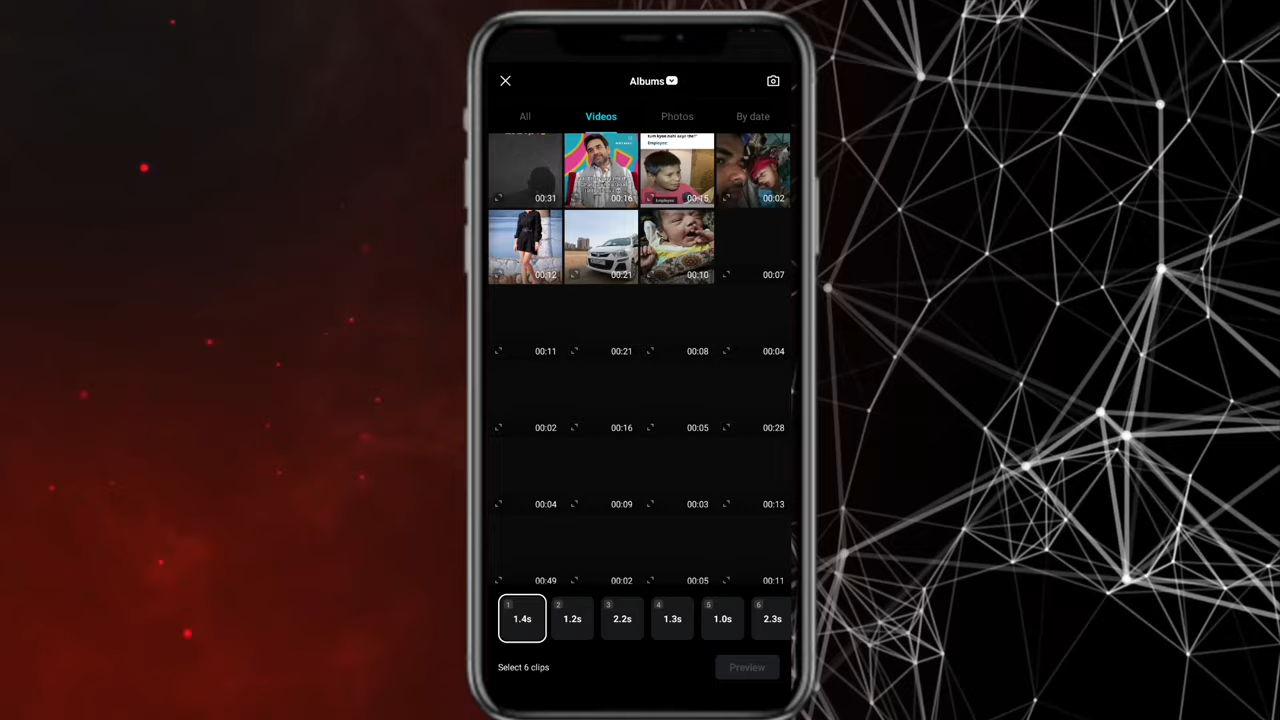 Albums
All Videos Photos By date
Employee:
Employee
00:31 00:16 00:15 00:02
00:12 00:21 00:10 00:07
00:11 00:21 00:08 00:04
00:02 00:16 00:05 00:28
00:04 00:09 00:03 00:13
00:49 00:02 00:05 00:11
1 2 3 4 5 6
1.4s 1.2s 2.2s 1.3s 1.0s 2.3s
Select 6 clips Preview